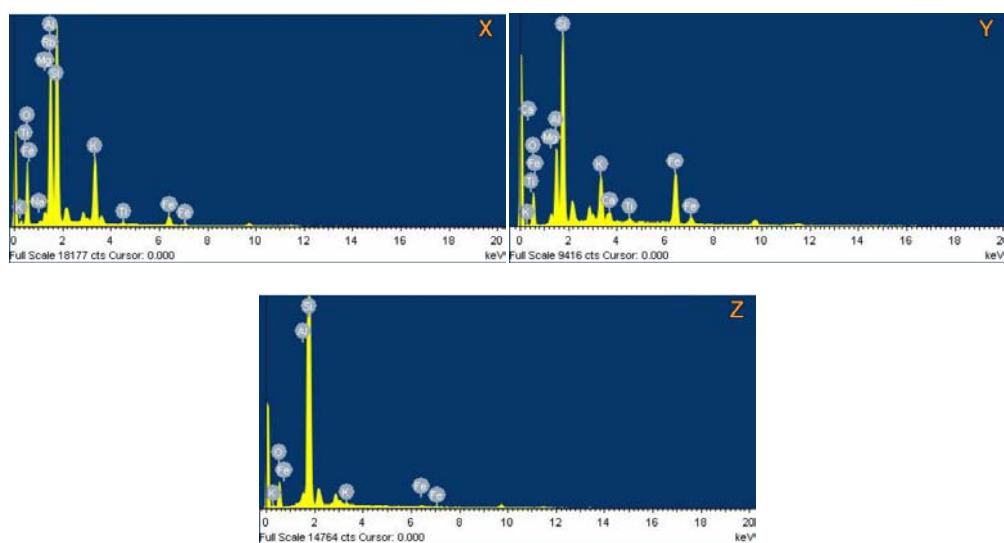 X
Al
Rb
Mg
Si
O
Ti
Fe
K
K
Na
Ti
Fe
Fe
0 2 4 6 8 10 12 14 16 18 20
Full Scale 18177 cts Cursor: 0.000 keV
Y
Si
Ca
Al
Mg
O
Fe
Ti
K
K
Ca
Ti
Fe
Fe
0 2 4 6 8 10 12 14 16 18 20
Full Scale 9416 cts Cursor: 0.000 keV
Z
Si
Al
O
Fe
K
K
Fe
Fe
0 2 4 6 8 10 12 14 16 18 20
Full Scale 14764 cts Cursor: 0.000 keV